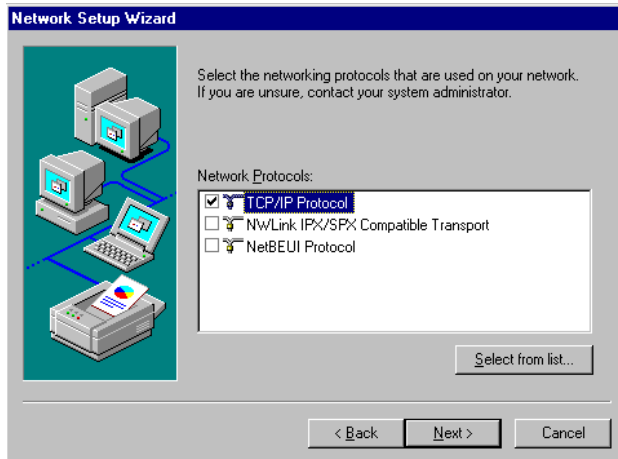 Network Setup Wizard
Select the networking protocols that are used on your network.
If you are unsure, contact your system administrator.
Network Protocols:
TCP/IP Protocol
NWLink IPX/SPX Compatible Transport
NetBEUI Protocol
Select from list...
< Back Next > Cancel